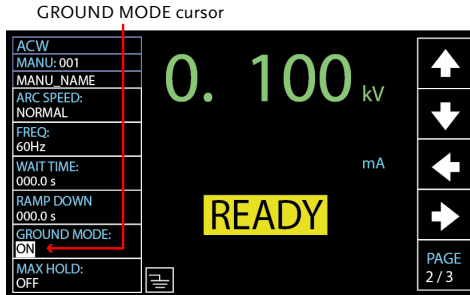 GROUND MODE cursor
ACW
MANU: 001
MANU_NAME
ARC SPEED:
NORMAL
FREQ:
60Hz
WAIT TIME:
000.0 s
RAMP DOWN
000.0 s
GROUND MODE:
ON
MAX HOLD:
OFF
0. 100 kV
mA
READY
PAGE
2 / 3